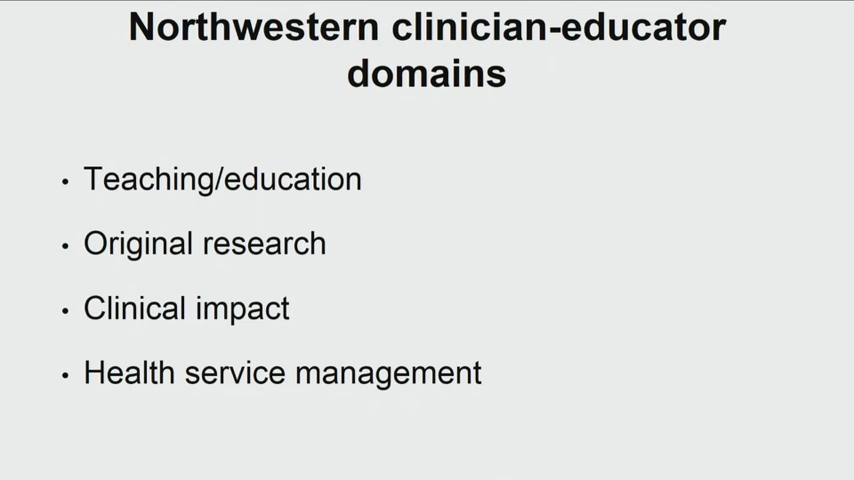 Northwestern clinician-educator
domains
• Teaching/education
• Original research
• Clinical impact
• Health service management